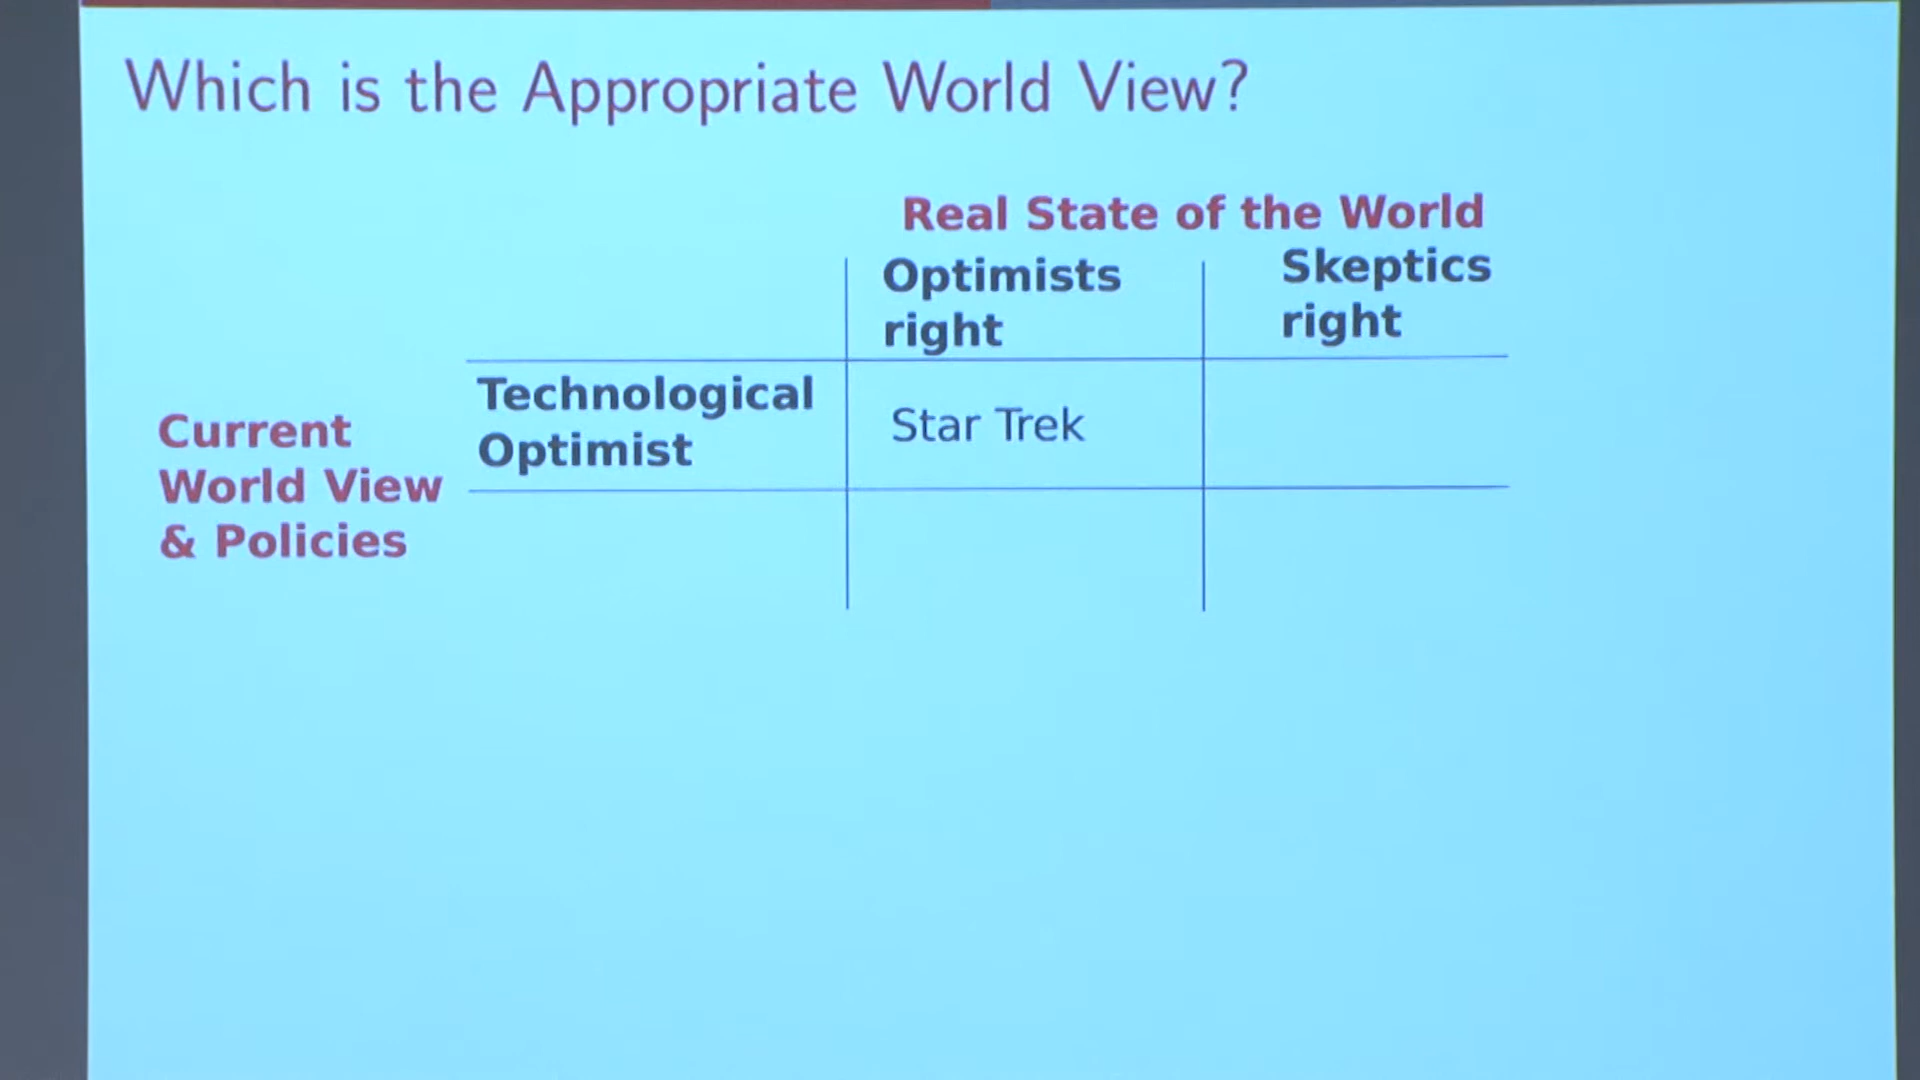 Which is the Appropriate World View?
Real State of the World
Optimists
right
Skeptics
right
Technological
Optimist
Star Trek
Current
World View
& Policies